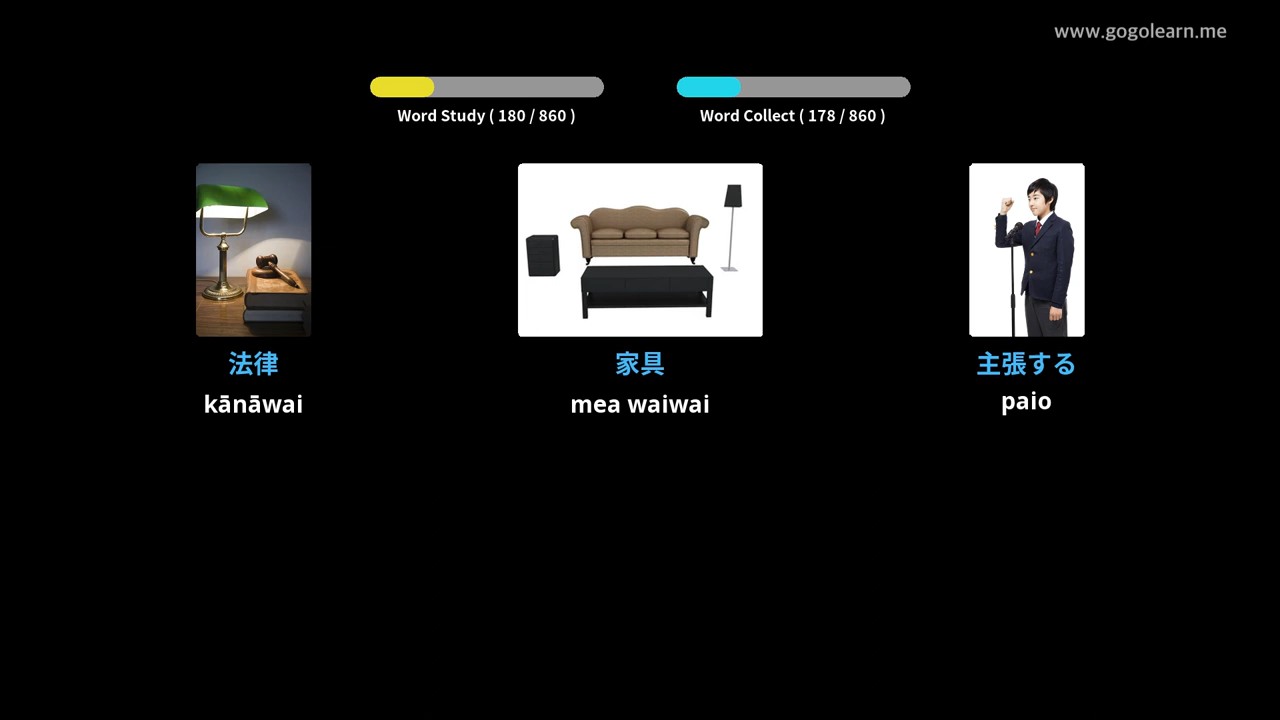 www.gogolearn.me
Word Study ( 180 / 860 )
Word Collect ( 178 / 860 )
法律
家具
主張する
kānāwai
mea waiwai
paio